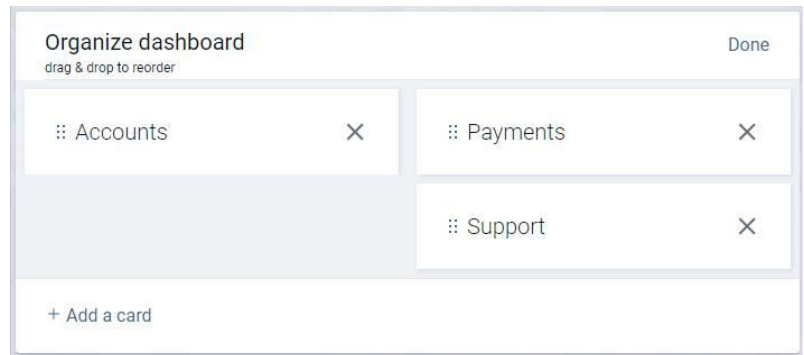 Organize dashboard
Done
drag & drop to reorder
Accounts
Payments
Support
+ Add a card